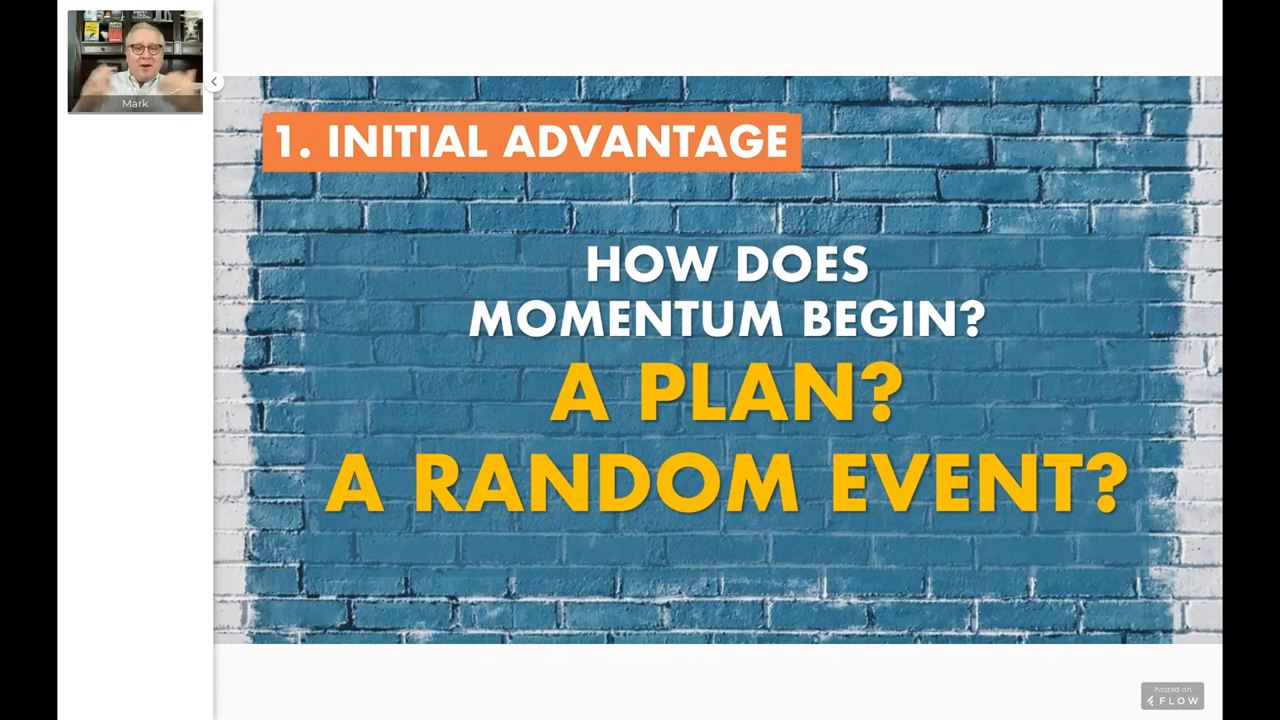 Mark
1. INITIAL ADVANTAGE
HOW DOES
MOMENTUM BEGIN?
A PLAN?
A RANDOM EVENT?
hosted on
FLOW